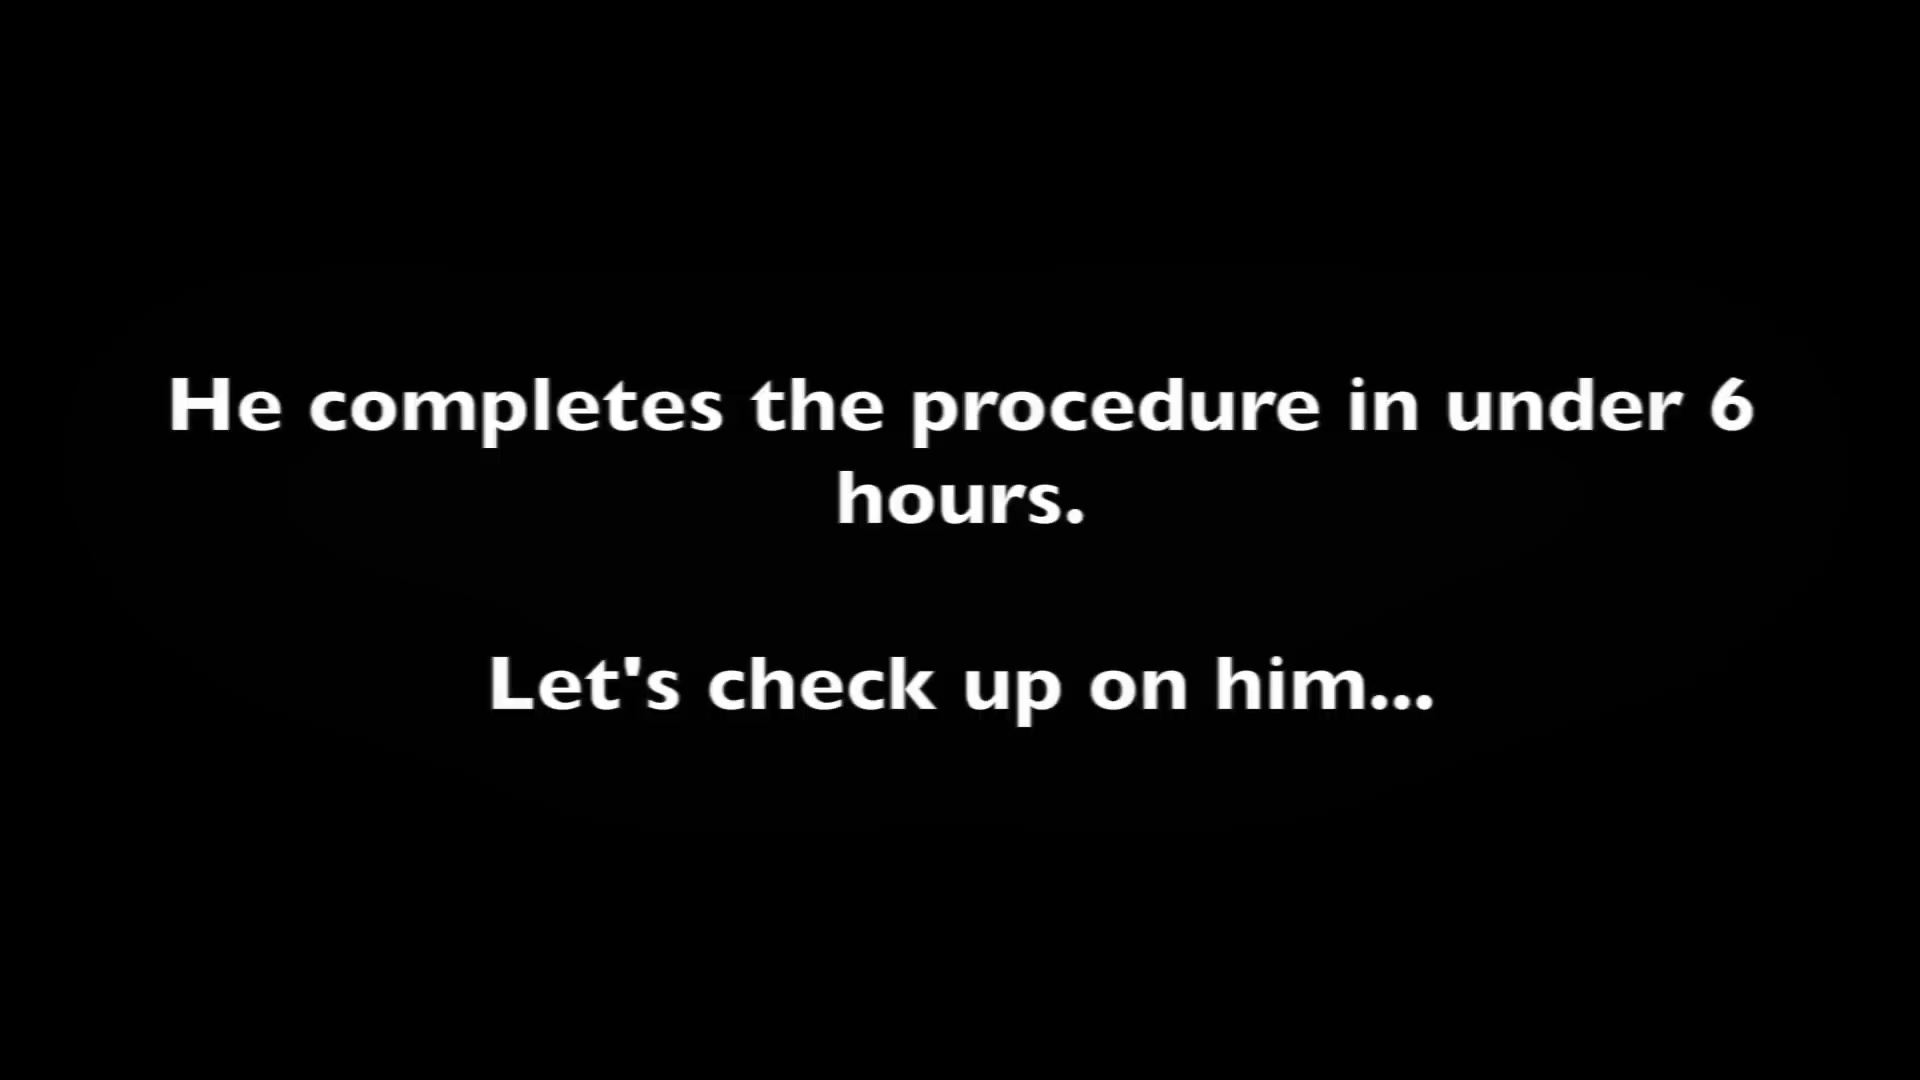 He completes the procedure in under 6
hours.
Let's check up on him...